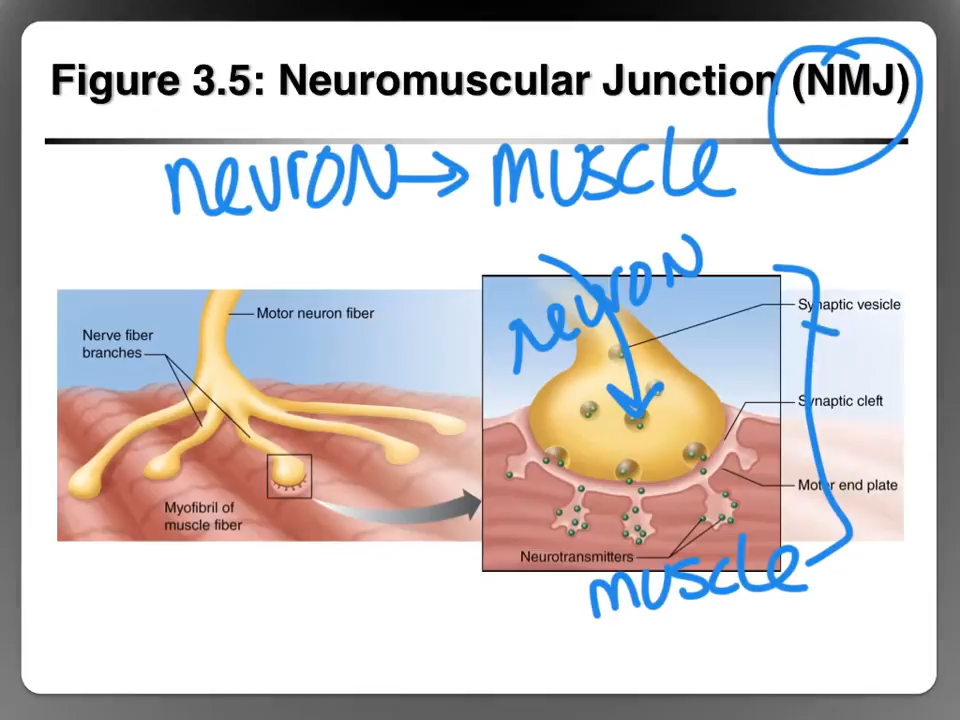 Figure 3.5: Neuromuscular Junction (NMJ)
neuron → muscle
neuron
Motor neuron fiber
Nerve fiber
branches
Myofibril of
muscle fiber
Synaptic vesicle
Synaptic cleft
Motor end plate
Neurotransmitters
muscle